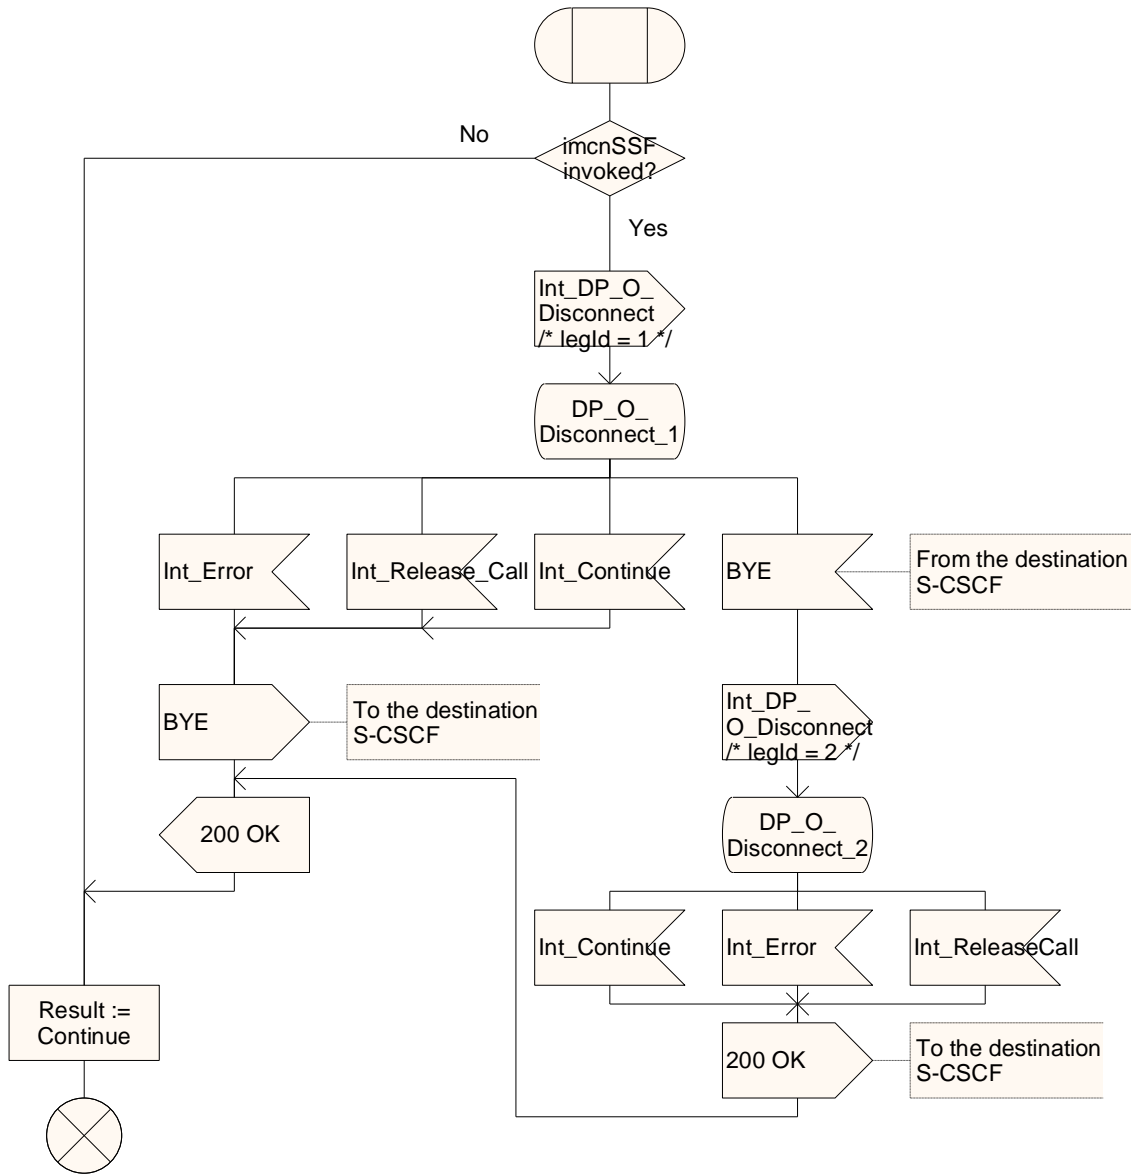 No
imcnSSF
invoked?
Yes
Int_DP_O_
Disconnect
/* legId = 1 */
DP_O_
Disconnect_1
Int_Error
Int_Release_Call
Int_Continue
BYE
From the destination
S-CSCF
BYE
To the destination
S-CSCF
Int_DP_
O_Disconnect
/* legId = 2 */
200 OK
DP_O_
Disconnect_2
Int_Continue
Int_Error
Int_ReleaseCall
Result :=
Continue
200 OK
To the destination
S-CSCF